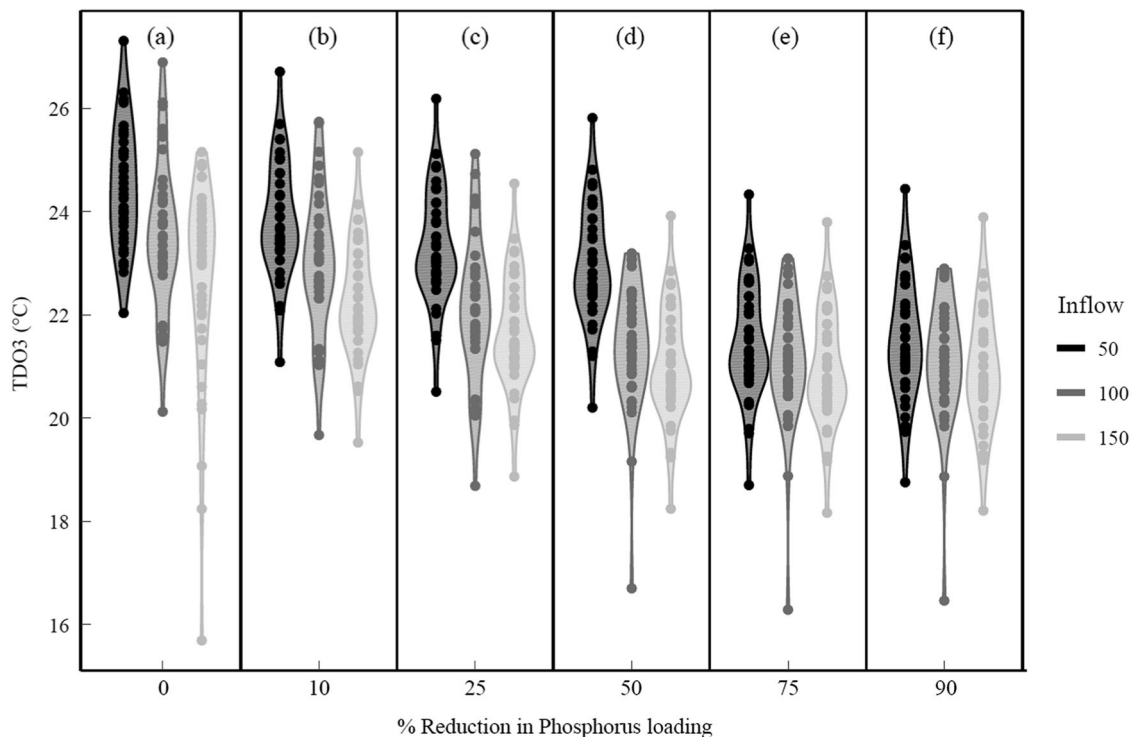 (a) (b) (c) (d) (e) (f)
26
24
22
20
18
16
TDO3 (°C)
Inflow
50
100
150
0 10 25 50 75 90
% Reduction in Phosphorus loading